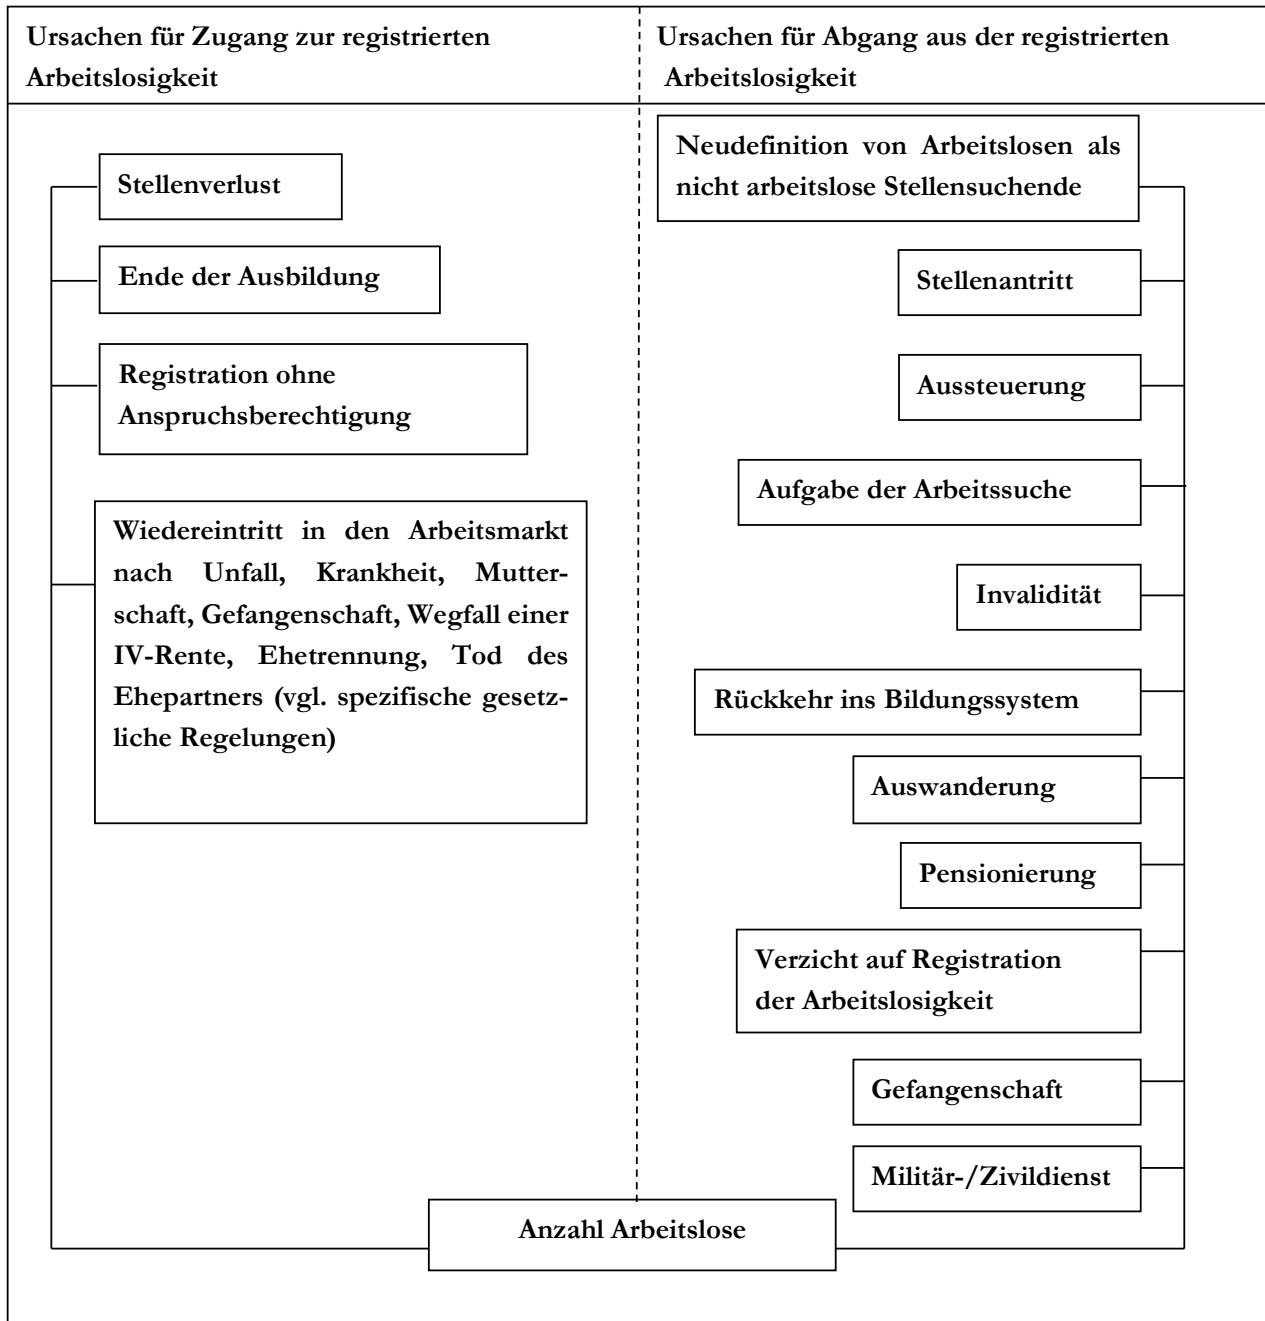 Ursachen für Zugang zur registrierten
Arbeitslosigkeit
Ursachen für Abgang aus der registrierten
Arbeitslosigkeit
Stellenverlust
Ende der Ausbildung
Registration ohne
Anspruchsberechtigung
Wiedereintritt in den Arbeitsmarkt
nach Unfall, Krankheit, Mutter-
schaft, Gefangenschaft, Wegfall einer
IV-Rente, Ehetrennung, Tod des
Ehepartners (vgl. spezifische gesetz-
liche Regelungen)
Neudefinition von Arbeitslosen als
nicht arbeitslose Stellensuchende
Stellenantritt
Aussteuerung
Aufgabe der Arbeitssuche
Invalidität
Rückkehr ins Bildungssystem
Auswanderung
Pensionierung
Verzicht auf Registration
der Arbeitslosigkeit
Gefangenschaft
Militär-/Zivildienst
Anzahl Arbeitslose